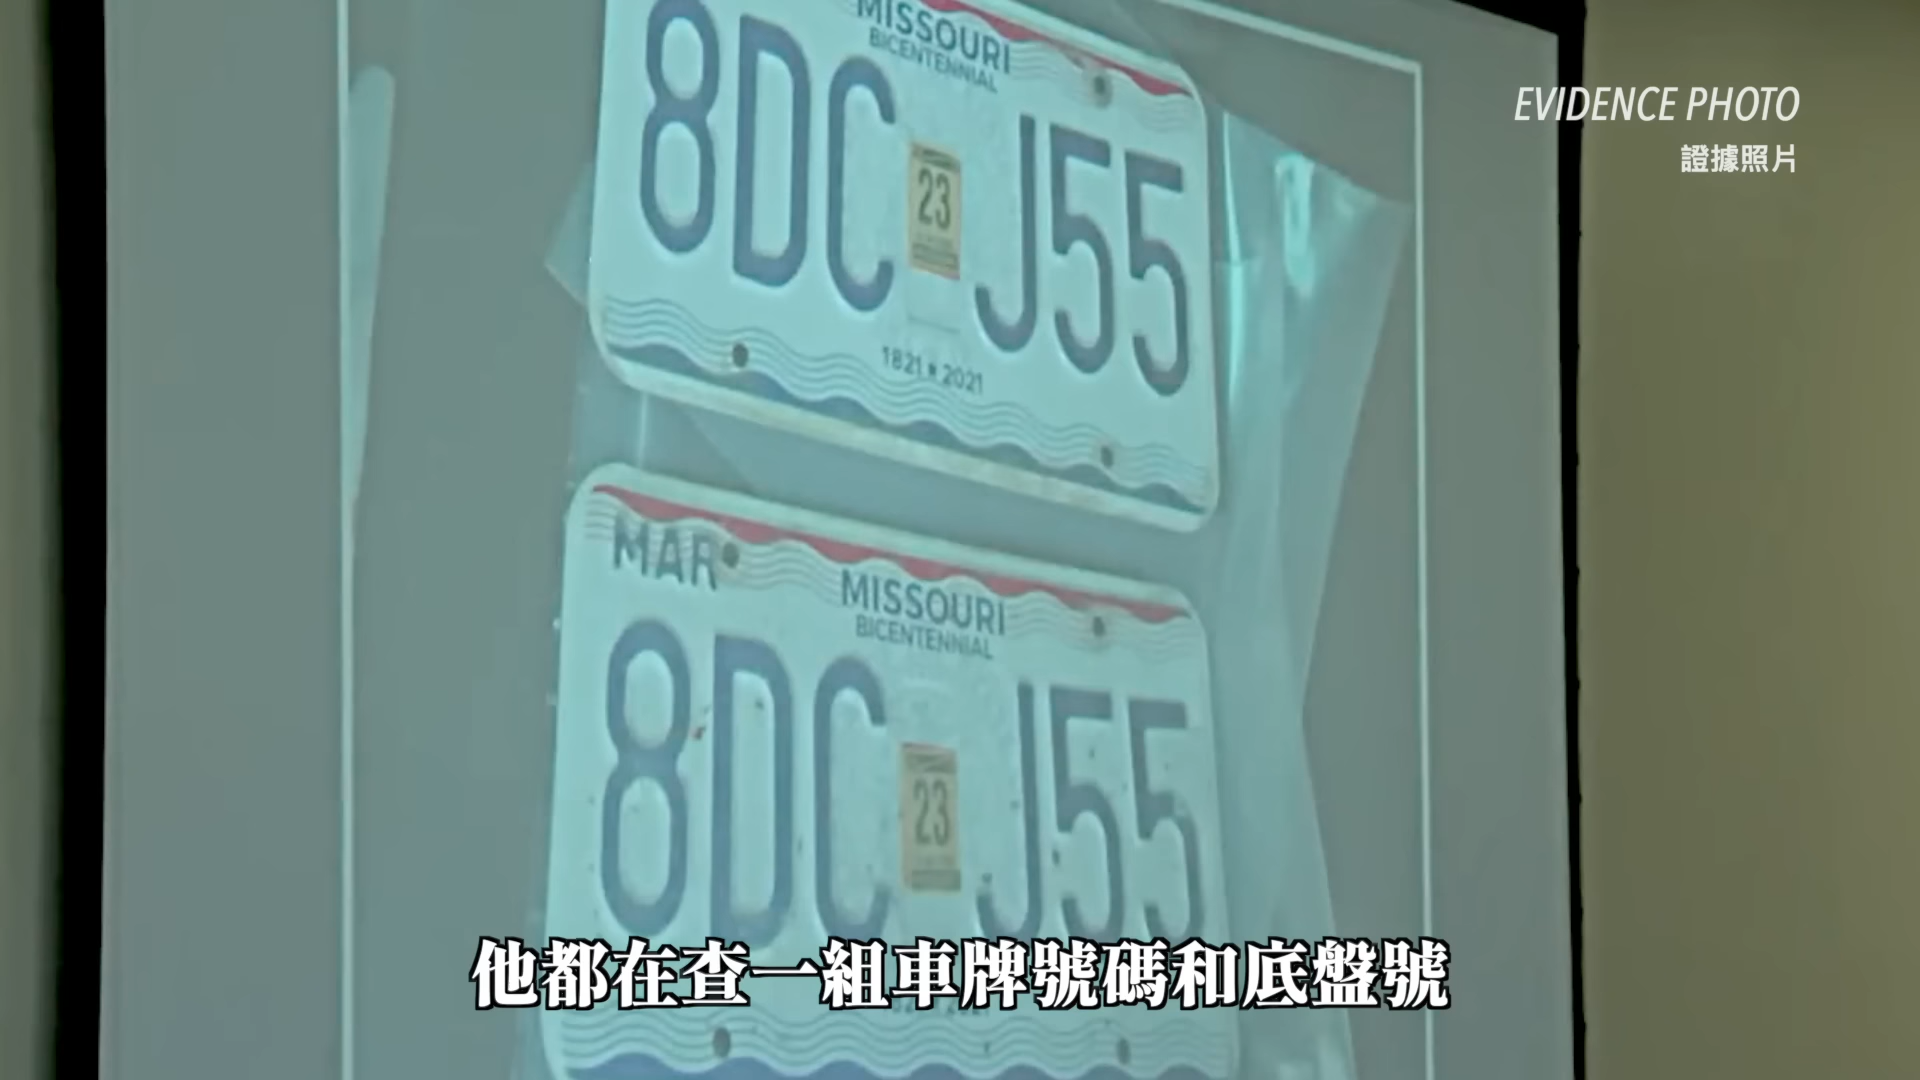 MISSOURI
BICENTENNIAL
8DC J55
23
1821 ▪ 2021
EVIDENCE PHOTO
證據照片
MAR
MISSOURI
BICENTENNIAL
8DC J55
23
他都在查一組車牌號碼和底盤號